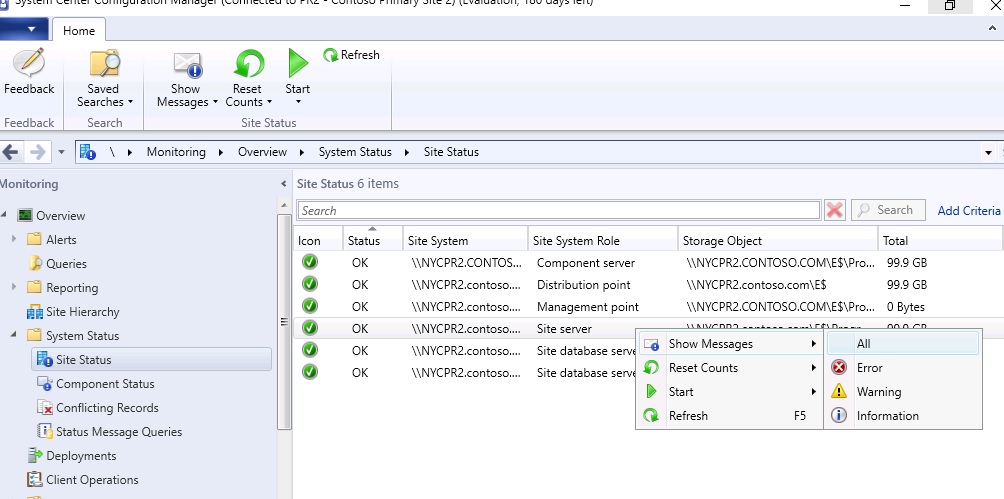 System Center Configuration Manager (Connected to PR2 - Contoso Primary Site 2) (Evaluation, 180 days left)
Home
Feedback
Saved Searches
Show Messages
Reset Counts
Start
Refresh
Feedback
Search
Site Status
\ Monitoring Overview System Status Site Status
Monitoring
Overview
Alerts
Queries
Reporting
Site Hierarchy
System Status
Site Status
Component Status
Conflicting Records
Status Message Queries
Deployments
Client Operations
Site Status 6 items
Search
Search
Add Criteria
Icon Status Site System Site System Role Storage Object Total
OK \\NYCPR2.CONTOS... Component server \\NYCPR2.CONTOSO.COM\E$\Pro... 99.9 GB
OK \\NYCPR2.contoso.... Distribution point \\NYCPR2.contoso.com\E$ 99.9 GB
OK \\NYCPR2.contoso.... Management point \\NYCPR2.CONTOSO.COM\E$\Pro... 0 Bytes
OK \\NYCPR2.contoso.... Site server
OK \\NYCPR2.contoso.... Site database serve
OK \\NYCPR2.contoso.... Site database serve
Show Messages
Reset Counts
Start
Refresh F5
All
Error
Warning
Information